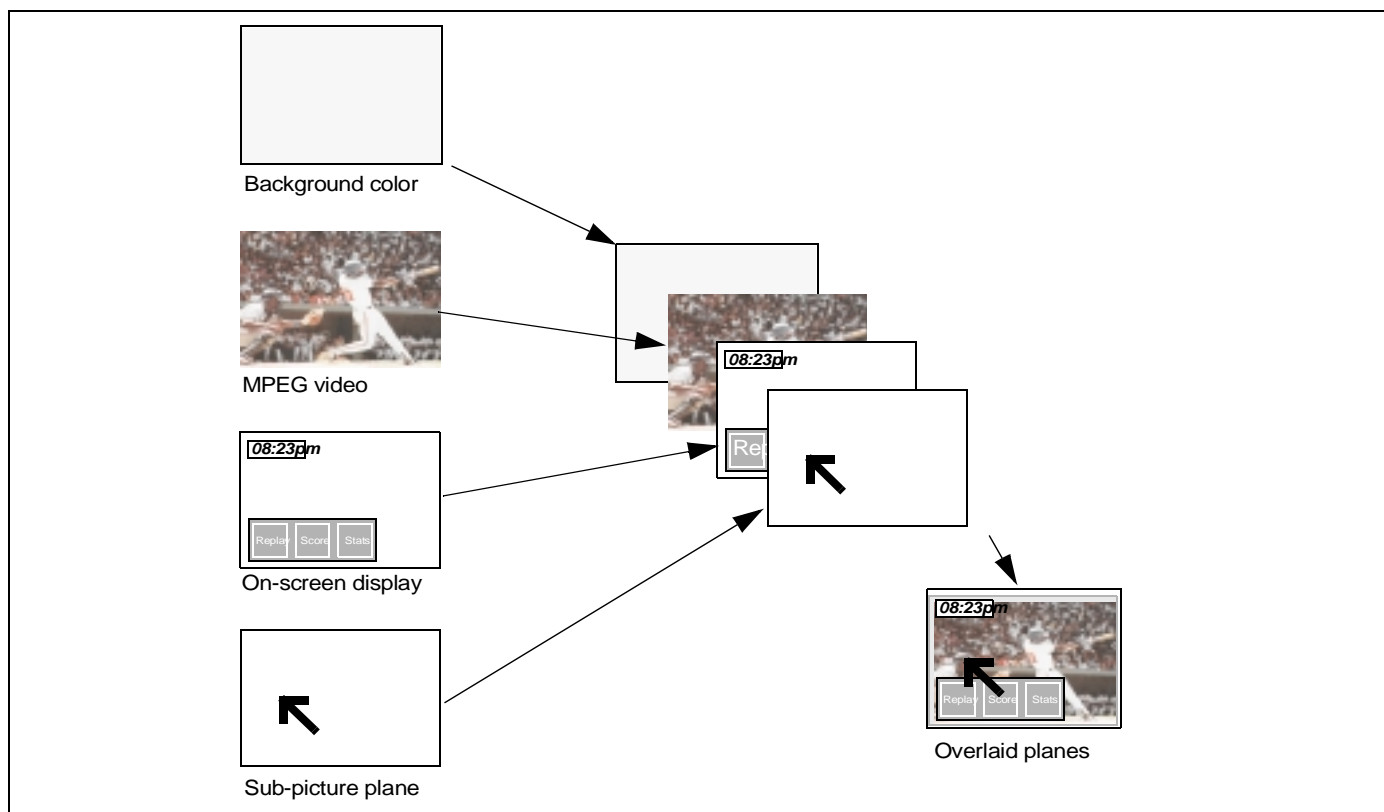 Background color
MPEG video
08:23pm
Replay Score Stats
On-screen display
Sub-picture plane
08:23pm
Rep
08:23pm
Replay Score Stats
Overlaid planes